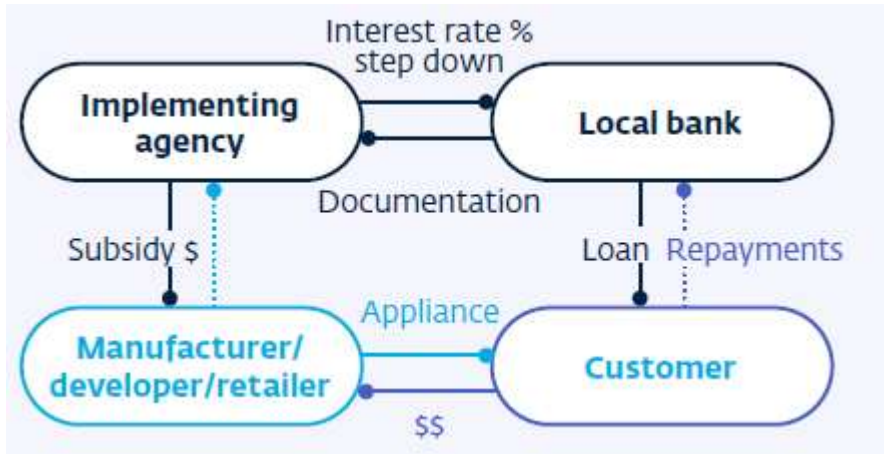 Interest rate %
step down
Implementing
agency
Local bank
Documentation
Subsidy $
Loan
Repayments
Appliance
Manufacturer/
developer/retailer
Customer
$$